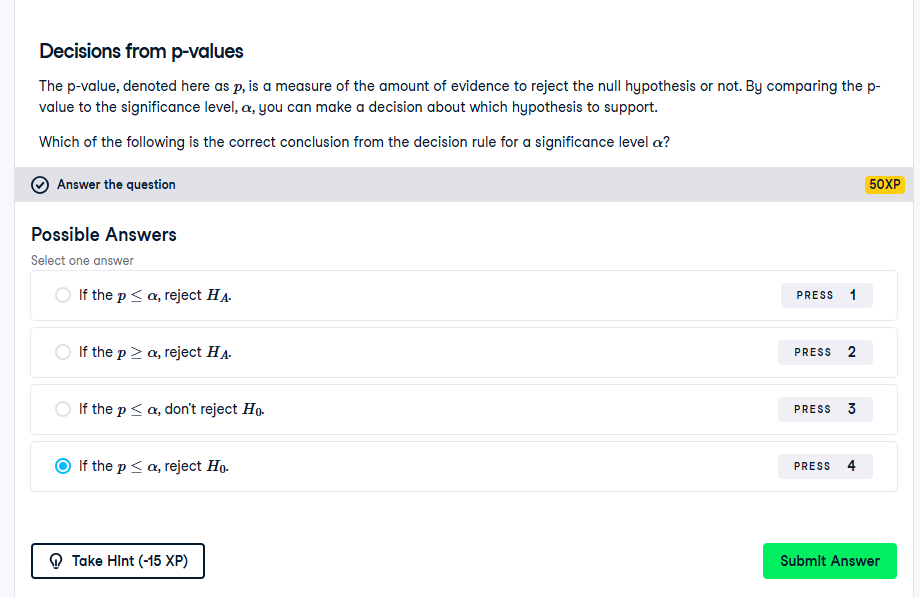 Decisions from p-values
The p-value, denoted here as p, is a measure of the amount of evidence to reject the null hypothesis or not. By comparing the p-
value to the significance level, α, you can make a decision about which hypothesis to support.
Which of the following is the correct conclusion from the decision rule for a significance level α?
Answer the question
50XP
Possible Answers
Select one answer
If the p ≤ α, reject H_A.
PRESS 1
If the p ≥ α, reject H_A.
PRESS 2
If the p ≤ α, don't reject H₀.
PRESS 3
If the p ≤ α, reject H₀.
PRESS 4
Take Hint (-15 XP)
Submit Answer